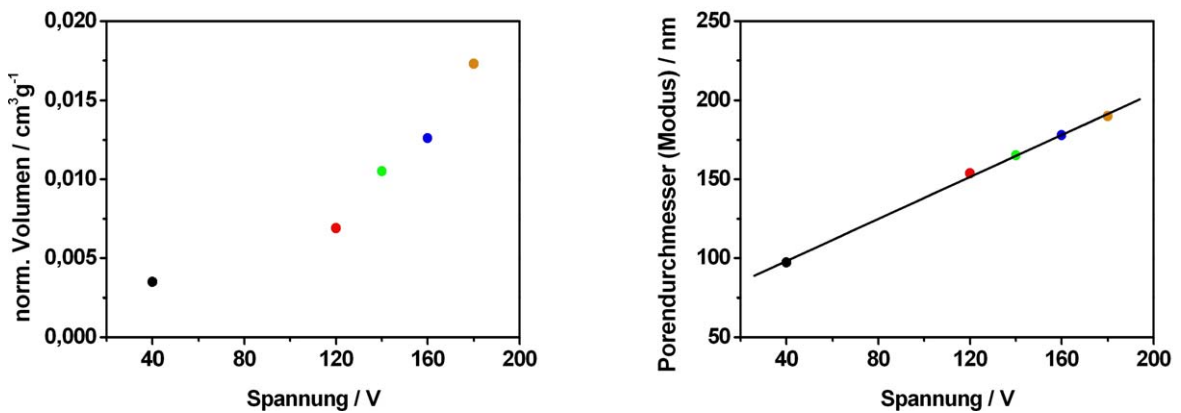 norm. Volumen / cm³g⁻¹
0,020
0,015
0,010
0,005
0,000
40 80 120 160 200
Spannung / V
Porendurchmesser (Modus) / nm
250
200
150
100
50
40 80 120 160 200
Spannung / V